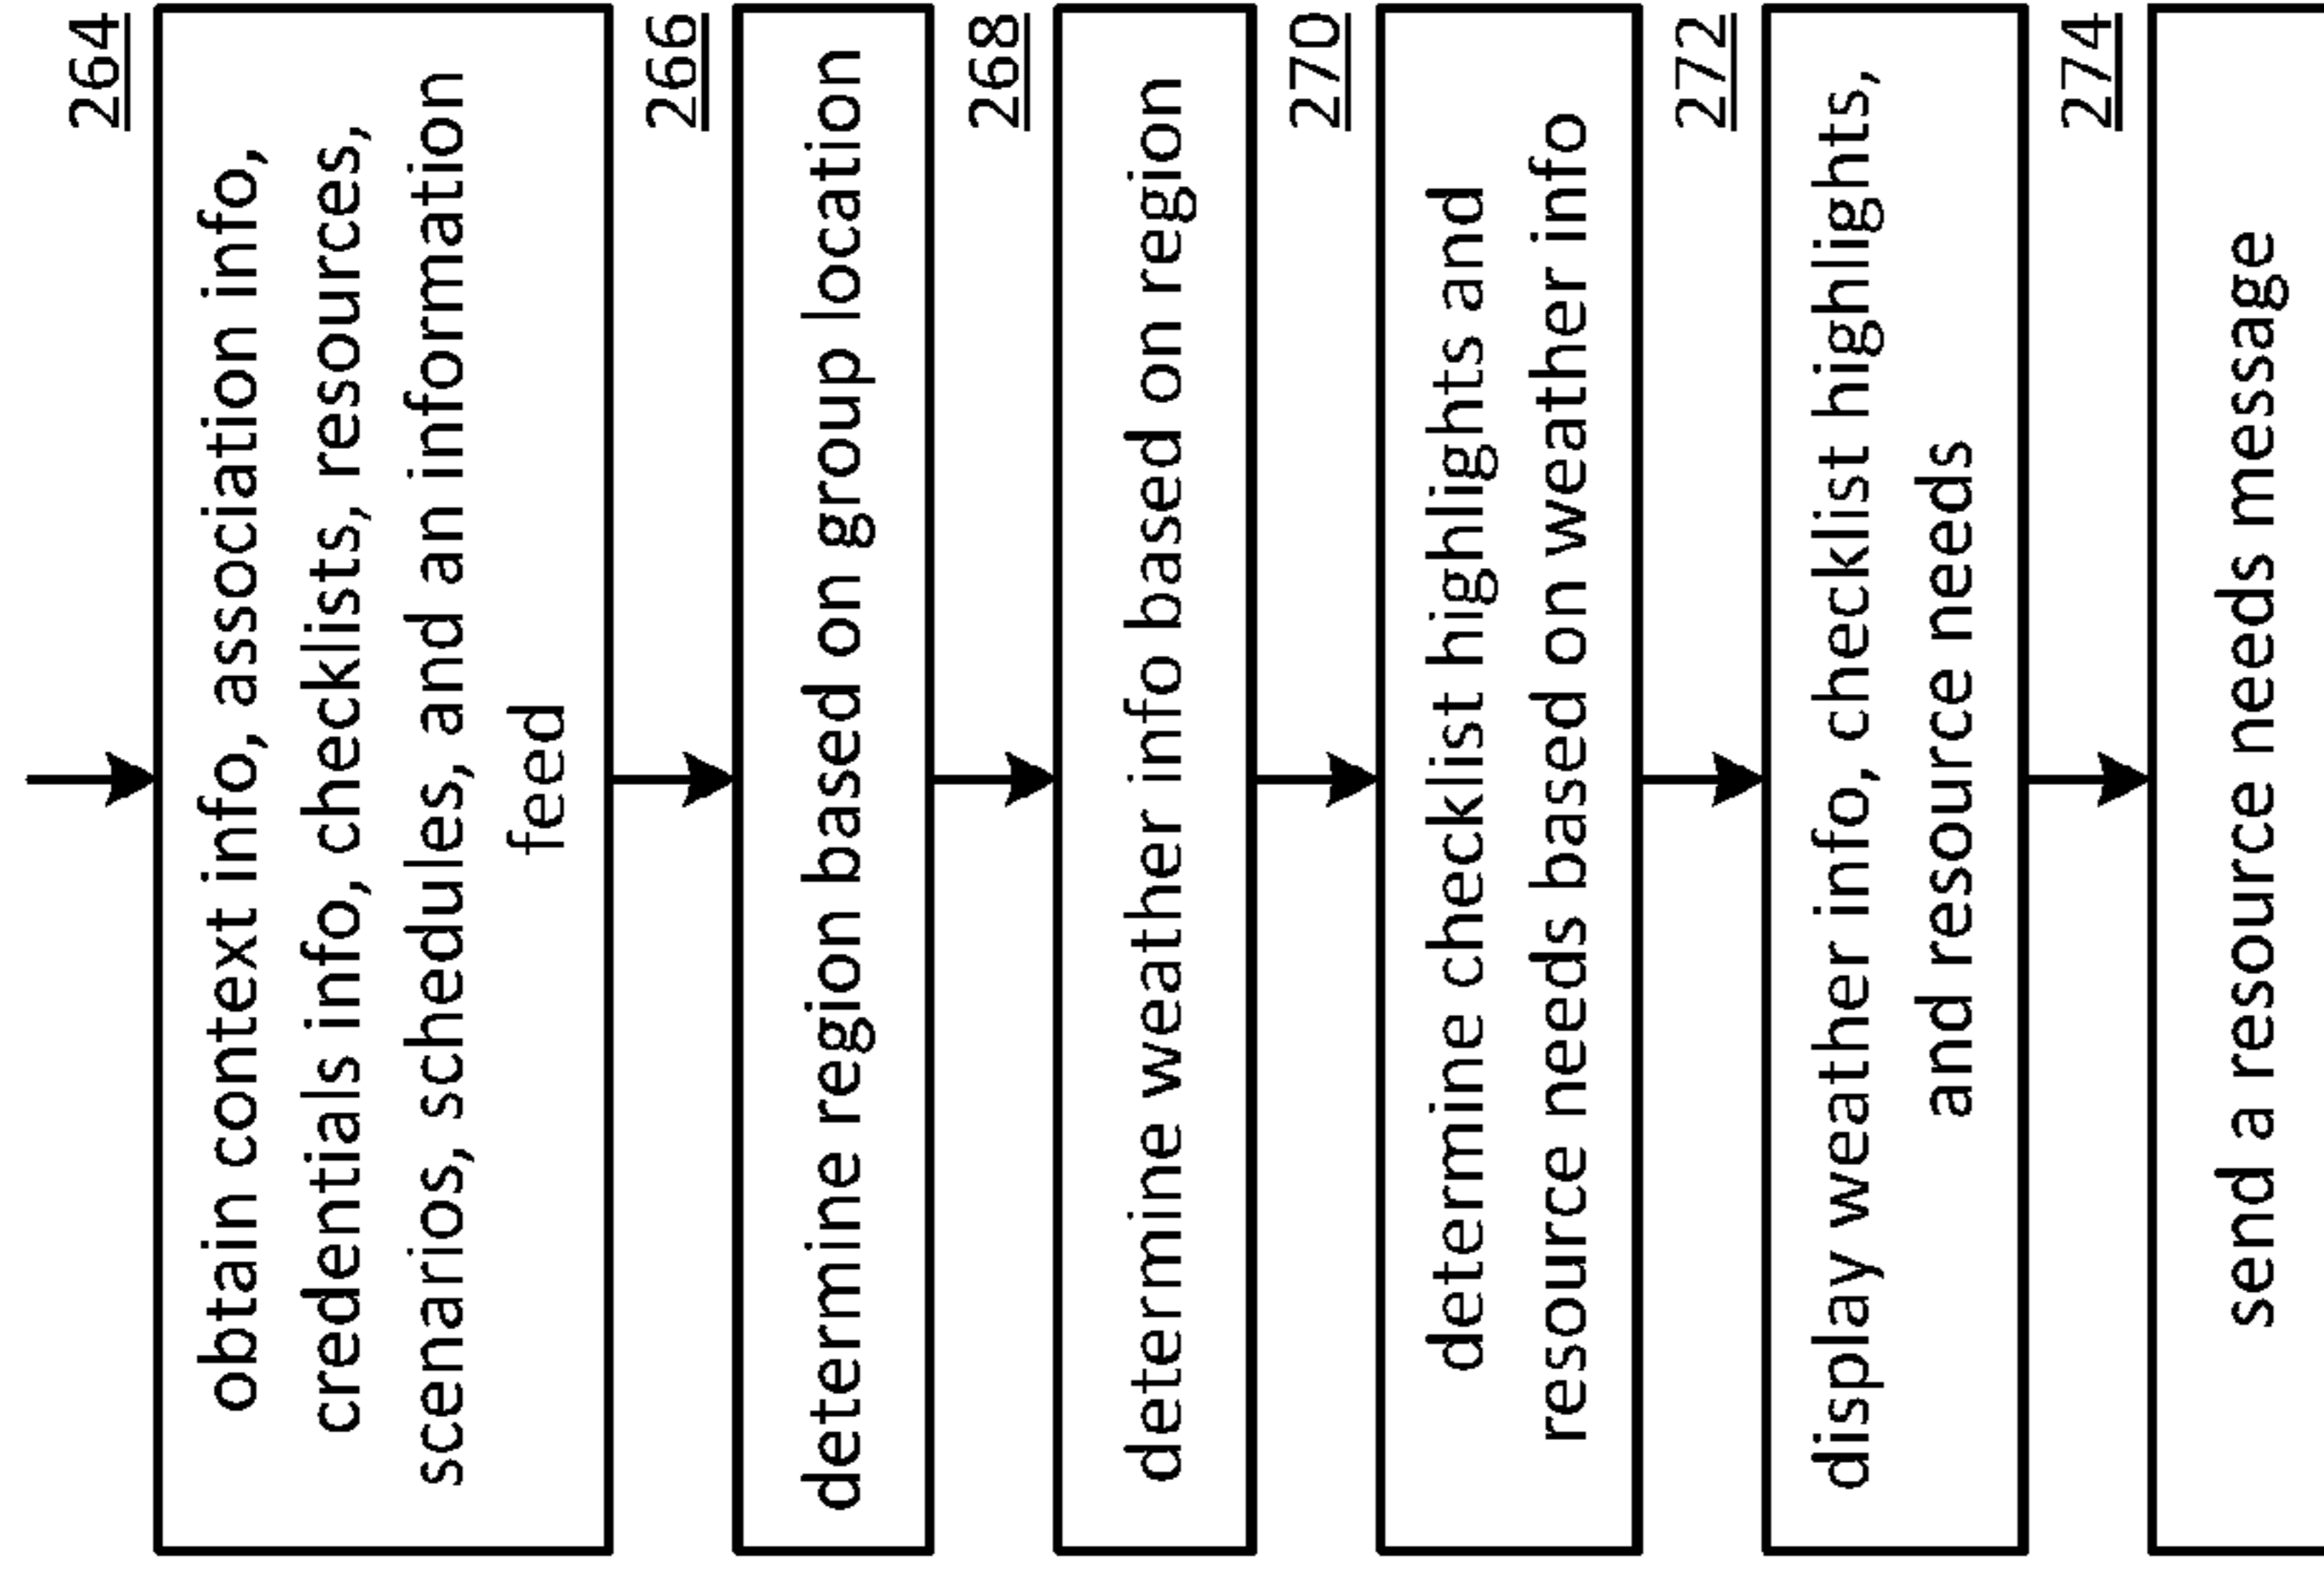 264
obtain context info, association info,
credentials info, checklists, resources,
scenarios, schedules, and an information
feed
266
determine region based on group location
268
determine weather info based on region
270
determine checklist highlights and
resource needs based on weather info
272
display weather info, checklist highlights,
and resource needs
274
send a resource needs message